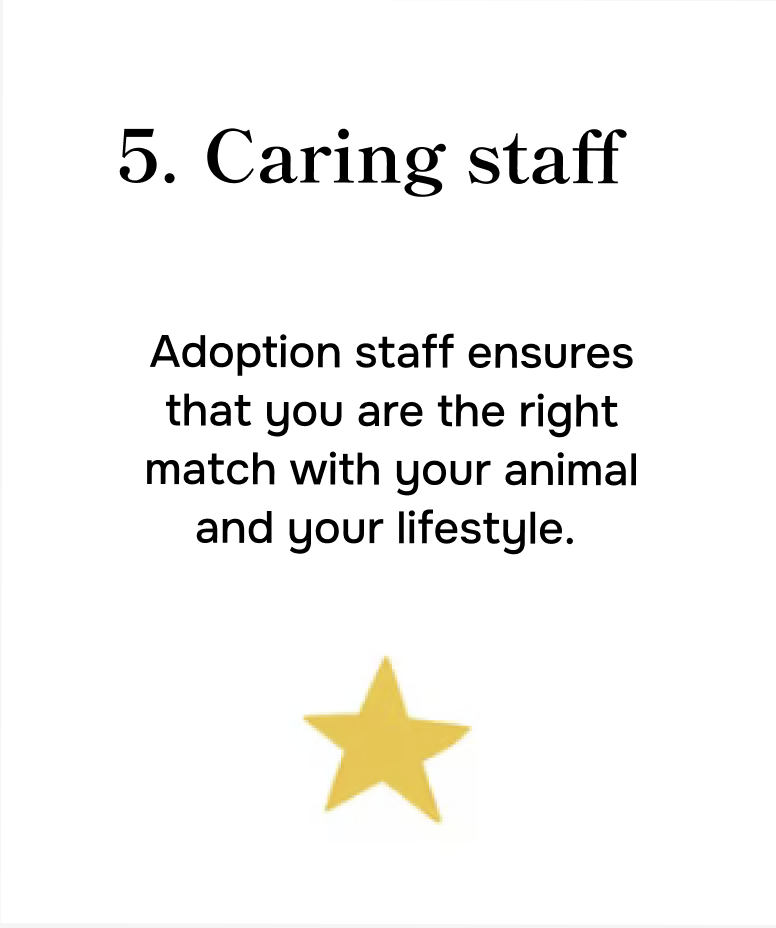 5. Caring staff
Adoption staff ensures
that you are the right
match with your animal
and your lifestyle.